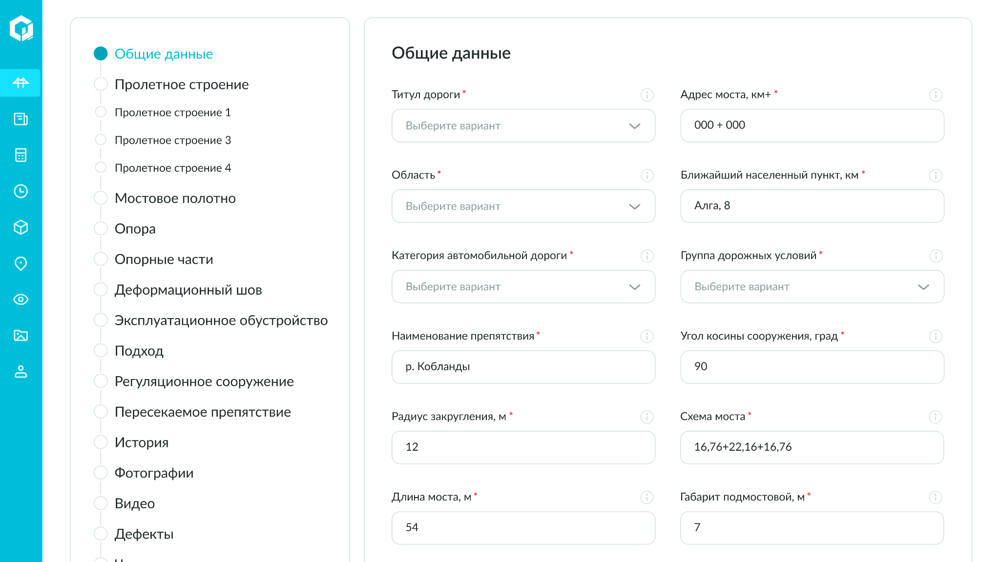 Общие данные
Пролетное строение
Пролетное строение 1
Пролетное строение 3
Пролетное строение 4
Мостовое полотно
Опора
Опорные части
Деформационный шов
Эксплуатационное обустройство
Подход
Регуляционное сооружение
Пересекаемое препятствие
История
Фотографии
Видео
Дефекты
Общие данные
Титул дороги *
Выберите вариант
Адрес моста, км+ *
000 + 000
Область *
Выберите вариант
Ближайший населенный пункт, км *
Алга, 8
Категория автомобильной дороги *
Выберите вариант
Группа дорожных условий *
Выберите вариант
Наименование препятствия *
р. Кобланды
Угол косины сооружения, град *
90
Радиус закругления, м *
12
Схема моста *
16,76+22,16+16,76
Длина моста, м *
54
Габарит подмостовой, м *
7